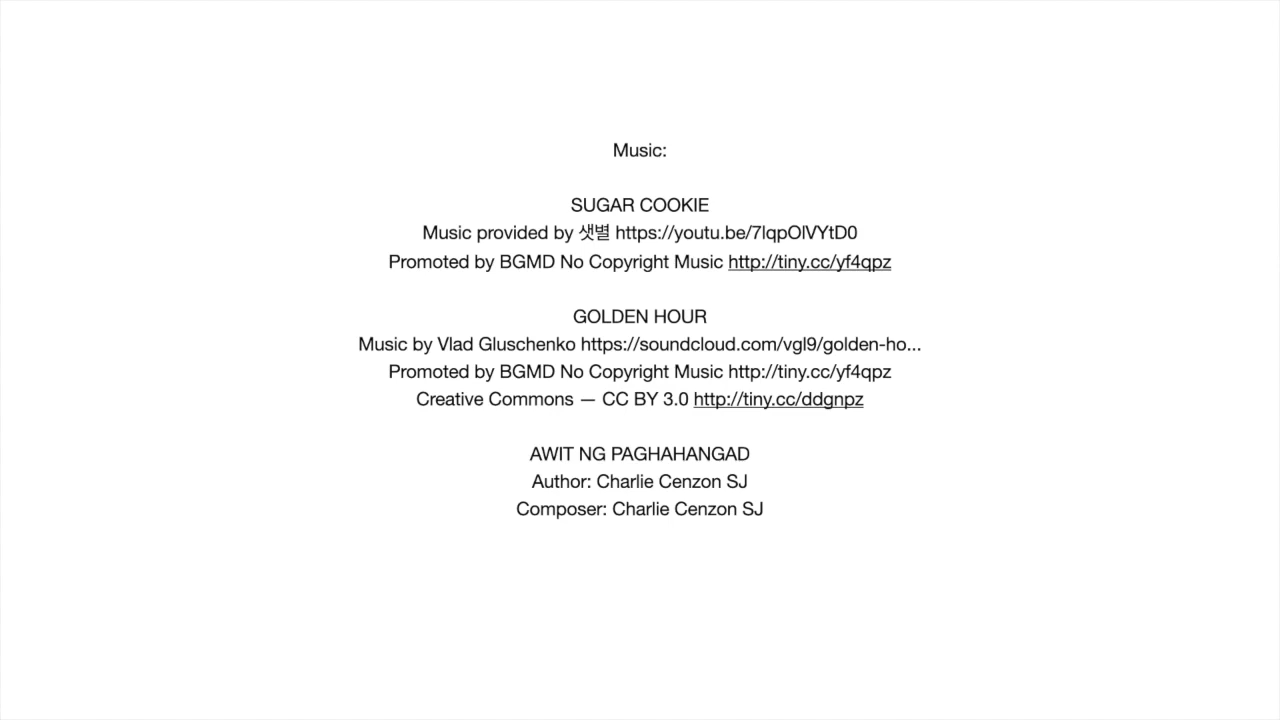 Music:
SUGAR COOKIE
Music provided by 샛별 https://youtu.be/7lqpOlVYtD0
Promoted by BGMD No Copyright Music http://tiny.cc/yf4qpz
GOLDEN HOUR
Music by Vlad Gluschenko https://soundcloud.com/vgl9/golden-ho...
Promoted by BGMD No Copyright Music http://tiny.cc/yf4qpz
Creative Commons — CC BY 3.0 http://tiny.cc/ddgnpz
AWIT NG PAGHAHANGAD
Author: Charlie Cenzon SJ
Composer: Charlie Cenzon SJ